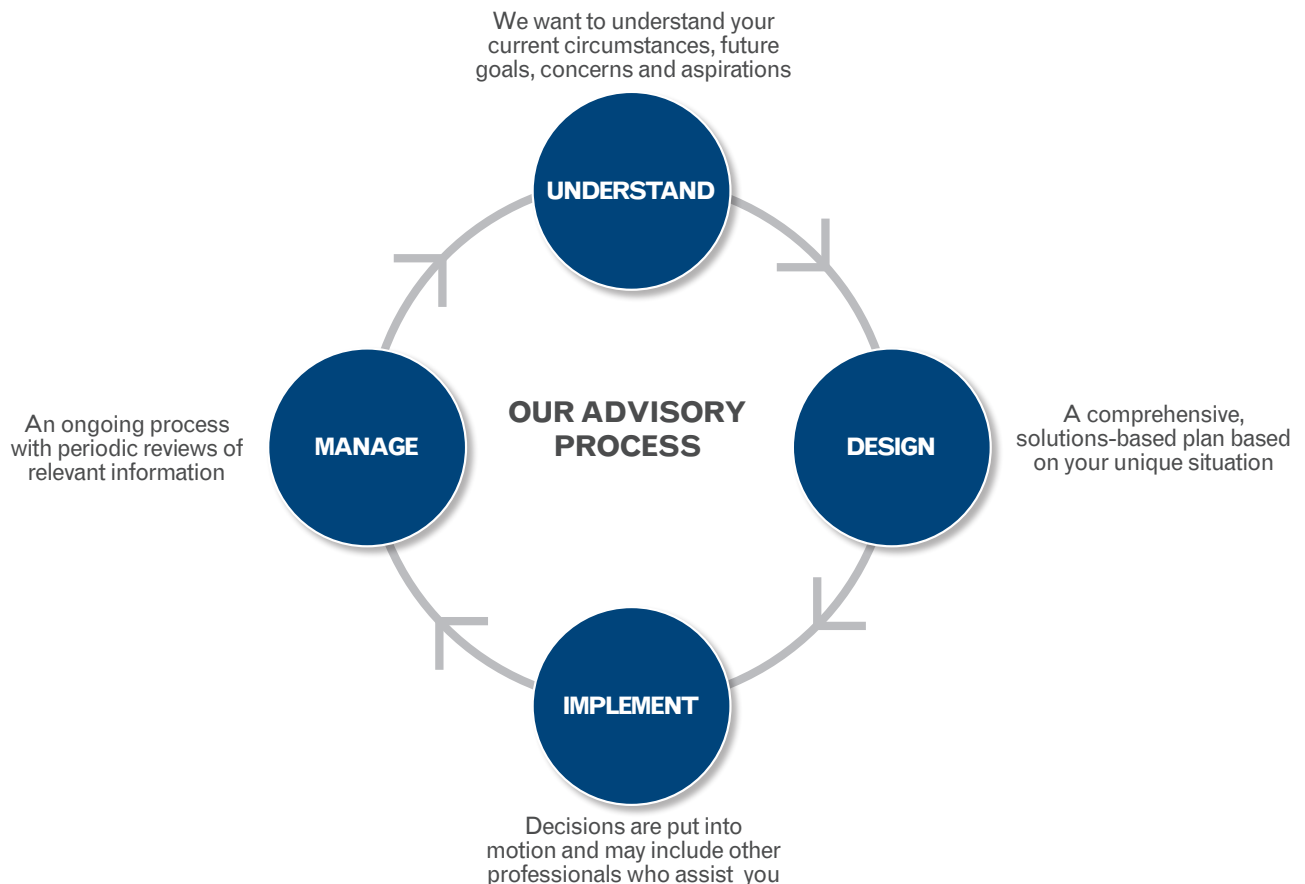 We want to understand your
current circumstances, future
goals, concerns and aspirations
UNDERSTAND
OUR ADVISORY
PROCESS
MANAGE
An ongoing process
with periodic reviews of
relevant information
DESIGN
A comprehensive,
solutions-based plan based
on your unique situation
IMPLEMENT
Decisions are put into
motion and may include other
professionals who assist you